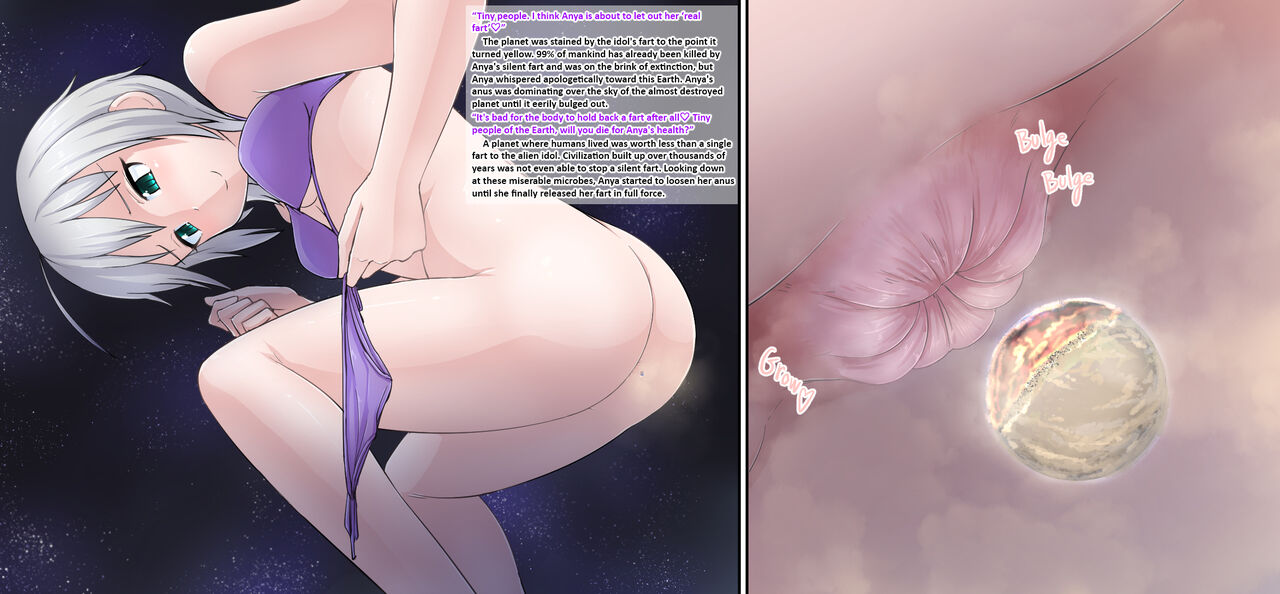 “Tiny people. I think Anya is about to let out her ‘real
fart’♡”
The planet was stained by the idol's fart to the point it
turned yellow. 99% of mankind has already been killed by
Anya's silent fart and was on the brink of extinction, but
Anya whispered apologetically toward this Earth. Anya's
anus was dominating over the sky of the almost destroyed
planet until it eerily bulged out.
“It's bad for the body to hold back a fart after all♡ Tiny
people of the Earth, will you die for Anya's health?”
A planet where humans lived was worth less than a single
fart to the alien idol. Civilization built up over thousands of
years was not even able to stop a silent fart. Looking down
at these miserable microbes, Anya started to loosen her anus
until she finally released her fart in full force.
Bulge
Bulge
Grow♡